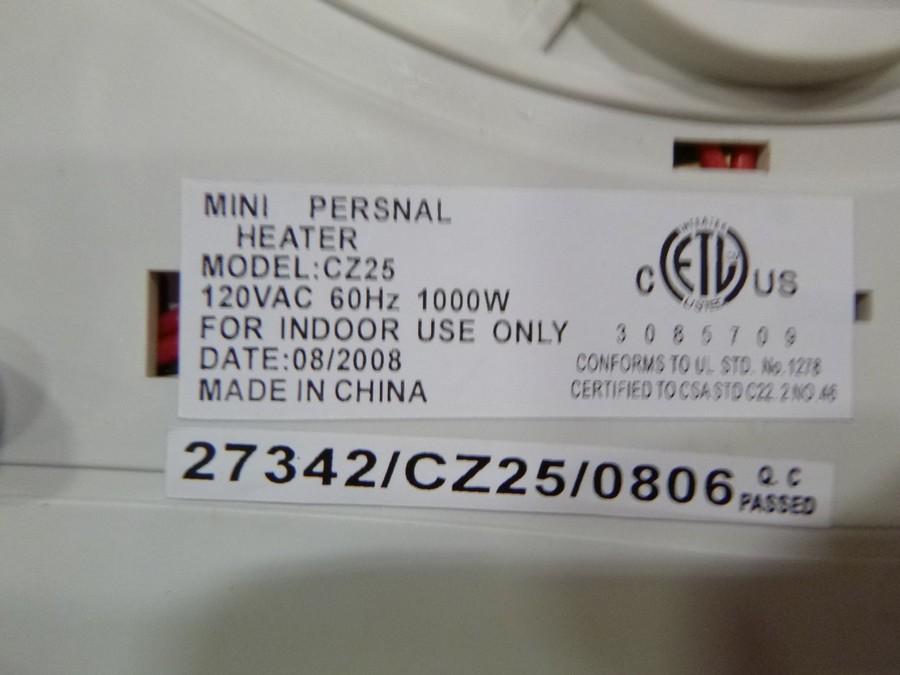 MINI PERSNAL
HEATER
MODEL:CZ25
120VAC 60Hz 1000W
FOR INDOOR USE ONLY
DATE:08/2008
MADE IN CHINA
INTERTEK
C ETL US
LISTED
3085709
CONFORMS TO UL STD. No.1278
CERTIFIED TO CSA STD C22.2 NO.46
27342/CZ25/0806
Q.C
PASSED